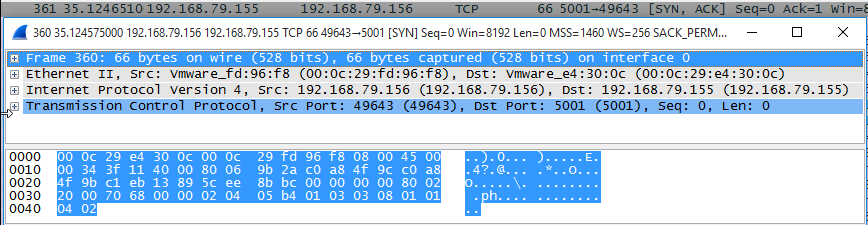 361 35.1246510 192.168.79.155 192.168.79.156 TCP 66 5001→49643 [SYN, ACK] Seq=0 Ack=1 Win=8
360 35.124575000 192.168.79.156 192.168.79.155 TCP 66 49643→5001 [SYN] Seq=0 Win=8192 Len=0 MSS=1460 WS=256 SACK_PERM...
Frame 360: 66 bytes on wire (528 bits), 66 bytes captured (528 bits) on interface 0
Ethernet II, Src: Vmware_fd:96:f8 (00:0c:29:fd:96:f8), Dst: Vmware_e4:30:0c (00:0c:29:e4:30:0c)
Internet Protocol Version 4, Src: 192.168.79.156 (192.168.79.156), Dst: 192.168.79.155 (192.168.79.155)
Transmission Control Protocol, Src Port: 49643 (49643), Dst Port: 5001 (5001), Seq: 0, Len: 0
0000 00 0c 29 e4 30 0c 00 0c 29 fd 96 f8 08 00 45 00 ..).0... ).....E.
0010 00 34 3f 11 40 00 80 06 9b 2a c0 a8 4f 9c c0 a8 .4?.@... .*..O...
0020 4f 9b c1 eb 13 89 5c ee 8b bc 00 00 00 00 80 02 O.....\. ........
0030 20 00 70 68 00 00 02 04 05 b4 01 03 03 08 01 01 .ph..... ........
0040 04 02 ..